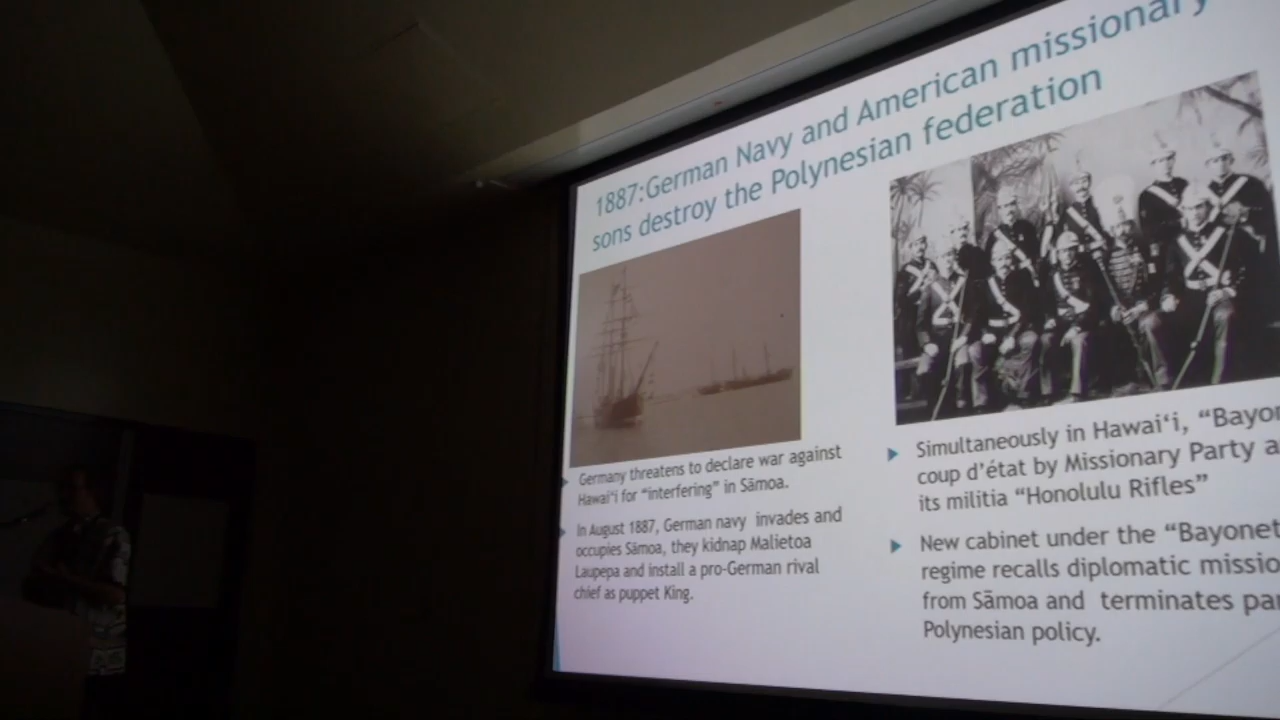 1887:German Navy and American missionary
sons destroy the Polynesian federation
Germany threatens to declare war against
Hawaiʻi for “interfering” in Sāmoa.
In August 1887, German navy invades and
occupies Sāmoa, they kidnap Malietoa
Laupepa and install a pro-German rival
chief as puppet King.
Simultaneously in Hawaiʻi, “Bayon
coup d’état by Missionary Party a
its militia “Honolulu Rifles”
New cabinet under the “Bayonet
regime recalls diplomatic missio
from Sāmoa and terminates pa
Polynesian policy.